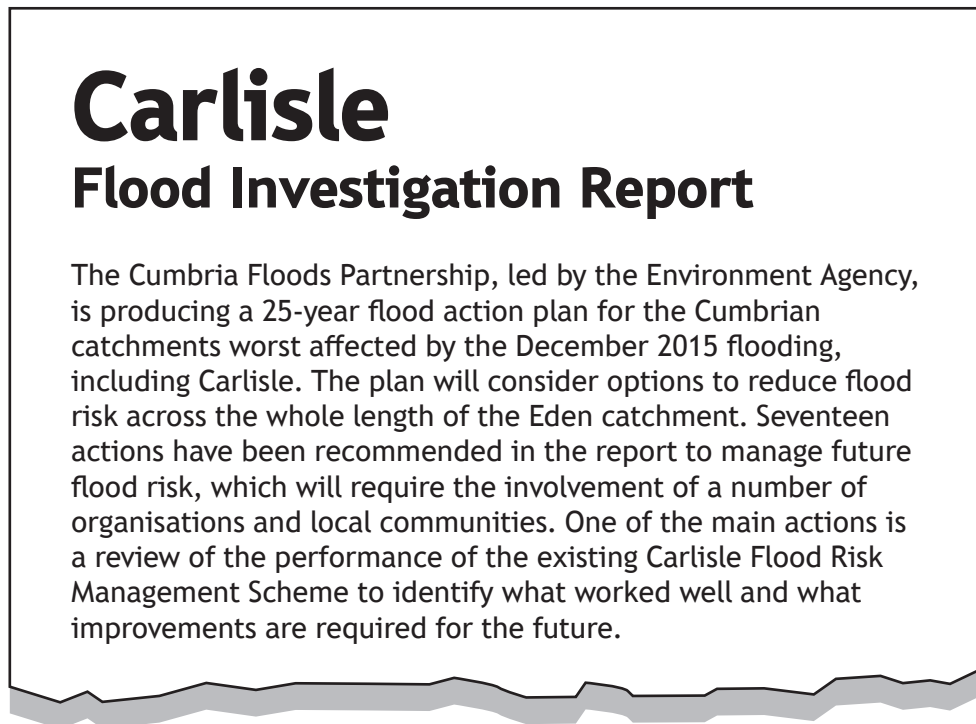 Carlisle
Flood Investigation Report
The Cumbria Floods Partnership, led by the Environment Agency,
is producing a 25-year flood action plan for the Cumbrian
catchments worst affected by the December 2015 flooding,
including Carlisle. The plan will consider options to reduce flood
risk across the whole length of the Eden catchment. Seventeen
actions have been recommended in the report to manage future
flood risk, which will require the involvement of a number of
organisations and local communities. One of the main actions is
a review of the performance of the existing Carlisle Flood Risk
Management Scheme to identify what worked well and what
improvements are required for the future.